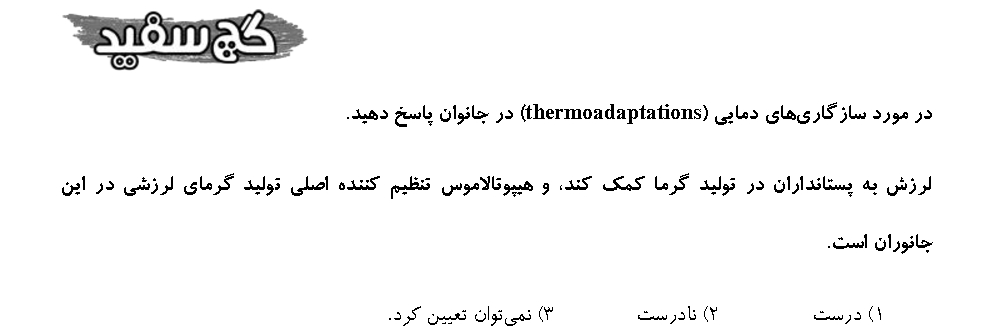 گچ سفید
در مورد سازگاری‌های دمایی (thermoadaptations) در جانوان پاسخ دهید.
لرزش به پستانداران در تولید گرما کمک کند، و هیپوتالاموس تنظیم کننده اصلی تولید گرمای لرزشی در این
جانوران است.
۱) درست ۲) نادرست ۳) نمی‌توان تعیین کرد.